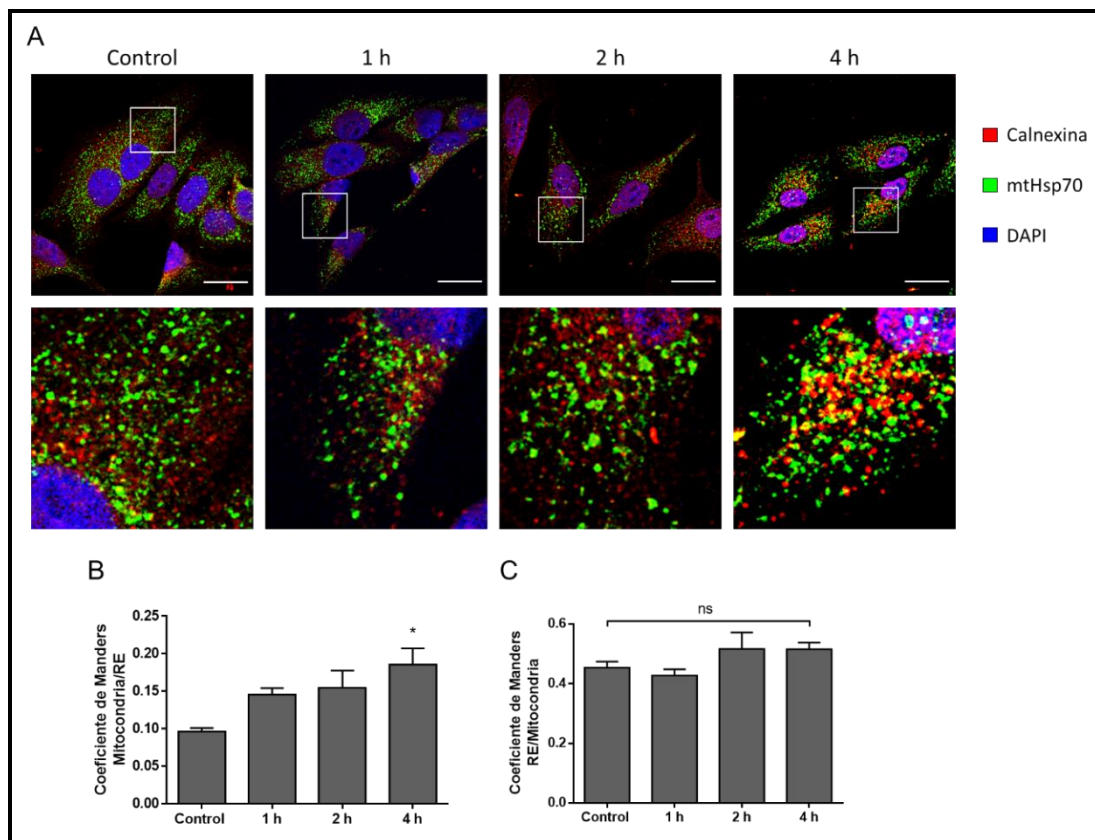 A
Control
1 h
2 h
4 h
Calnexina
mtHsp70
DAPI
B
Coeficiente de Manders
Mitocondria/RE
0.25
0.20
0.15
0.10
0.05
0.00
*
Control
1 h
2 h
4 h
C
Coeficiente de Manders
RE/Mitocondria
0.6
0.4
0.2
0.0
ns
Control
1 h
2 h
4 h